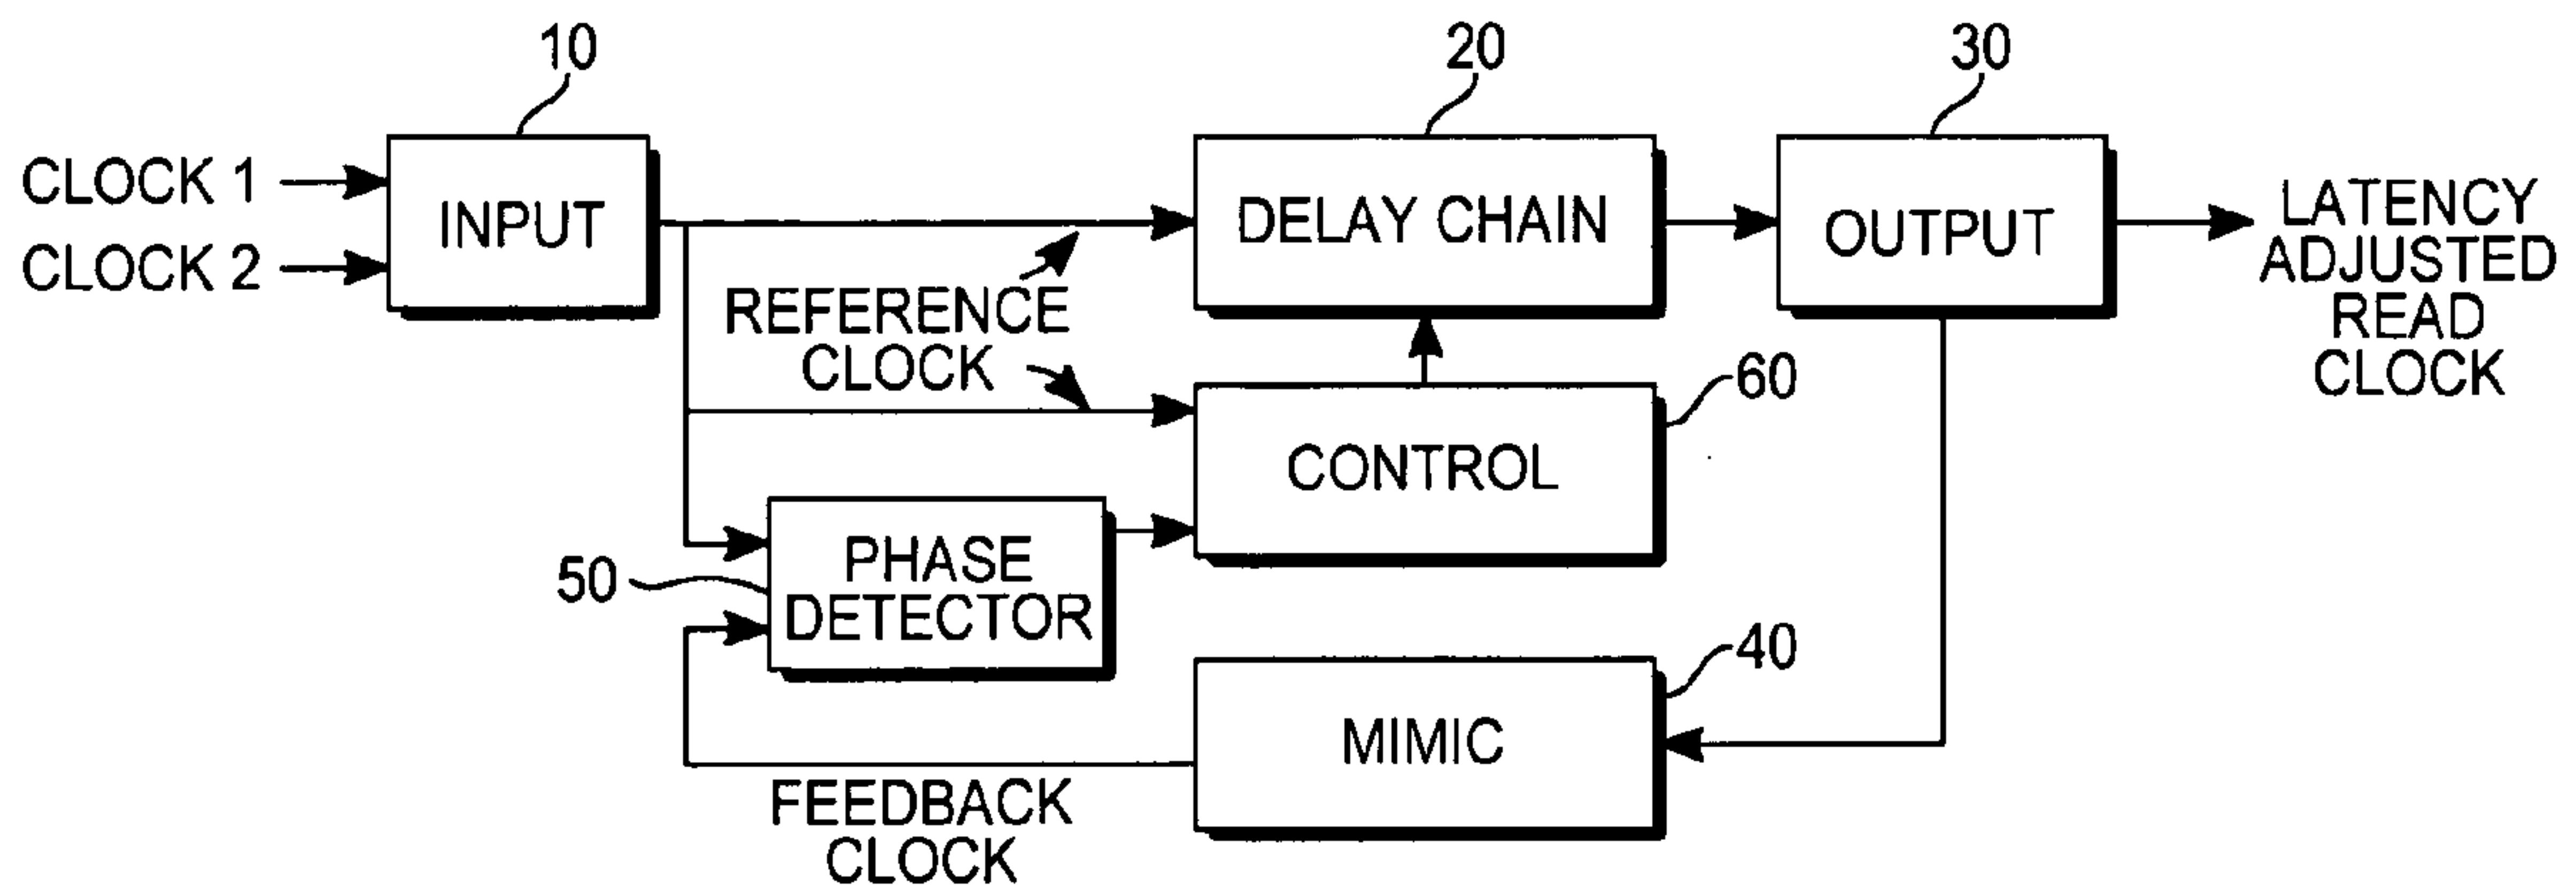 10
20
30
CLOCK 1
CLOCK 2
INPUT
DELAY CHAIN
OUTPUT
LATENCY
ADJUSTED
READ
CLOCK
REFERENCE
CLOCK
60
CONTROL
50
PHASE
DETECTOR
40
MIMIC
FEEDBACK
CLOCK